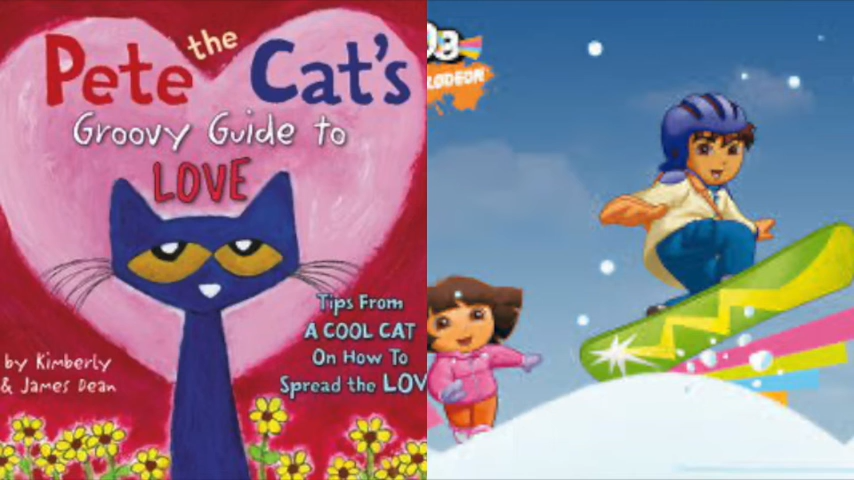 Pete the Cat's
Groovy Guide to
LOVE
Tips From
A COOL CAT
On How To
Spread the LOV
by Kimberly
& James Dean